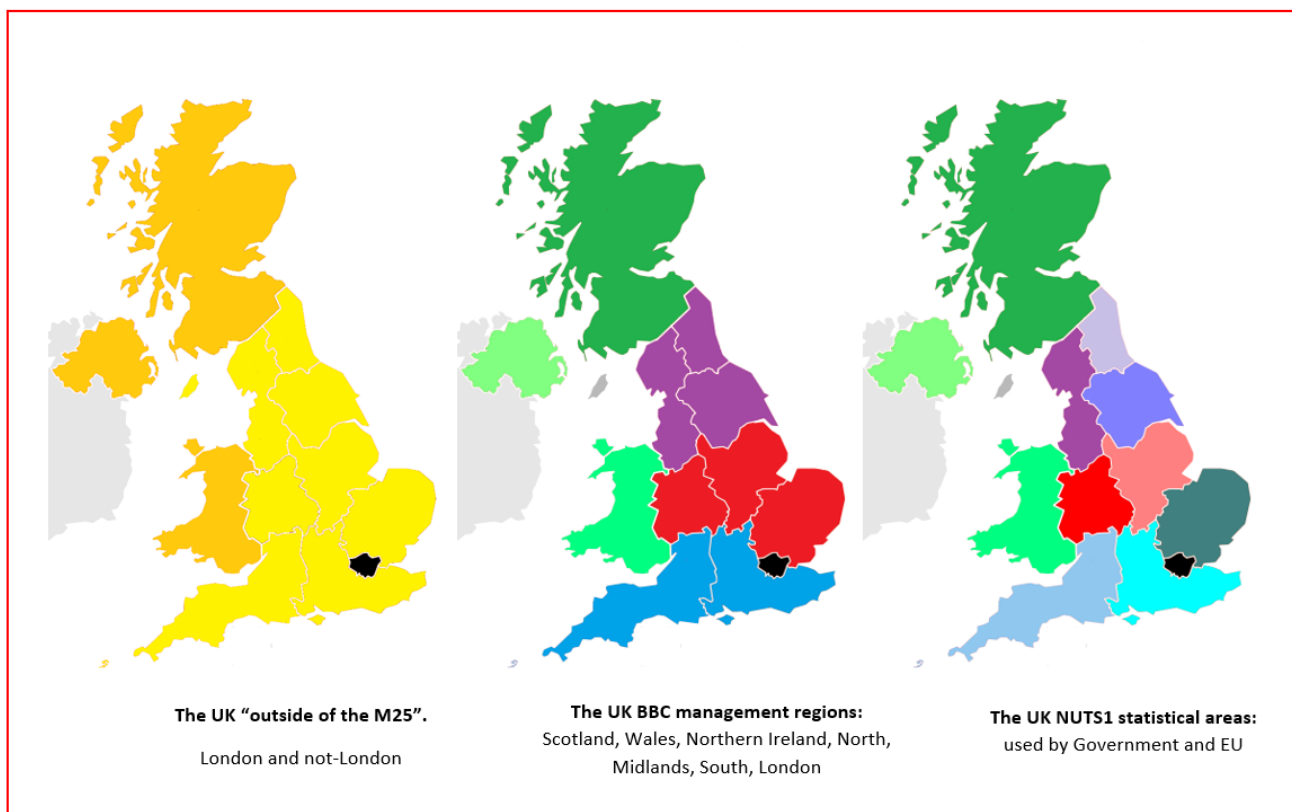 The UK “outside of the M25”.
London and not-London
The UK BBC management regions:
Scotland, Wales, Northern Ireland, North,
Midlands, South, London
The UK NUTS1 statistical areas:
used by Government and EU